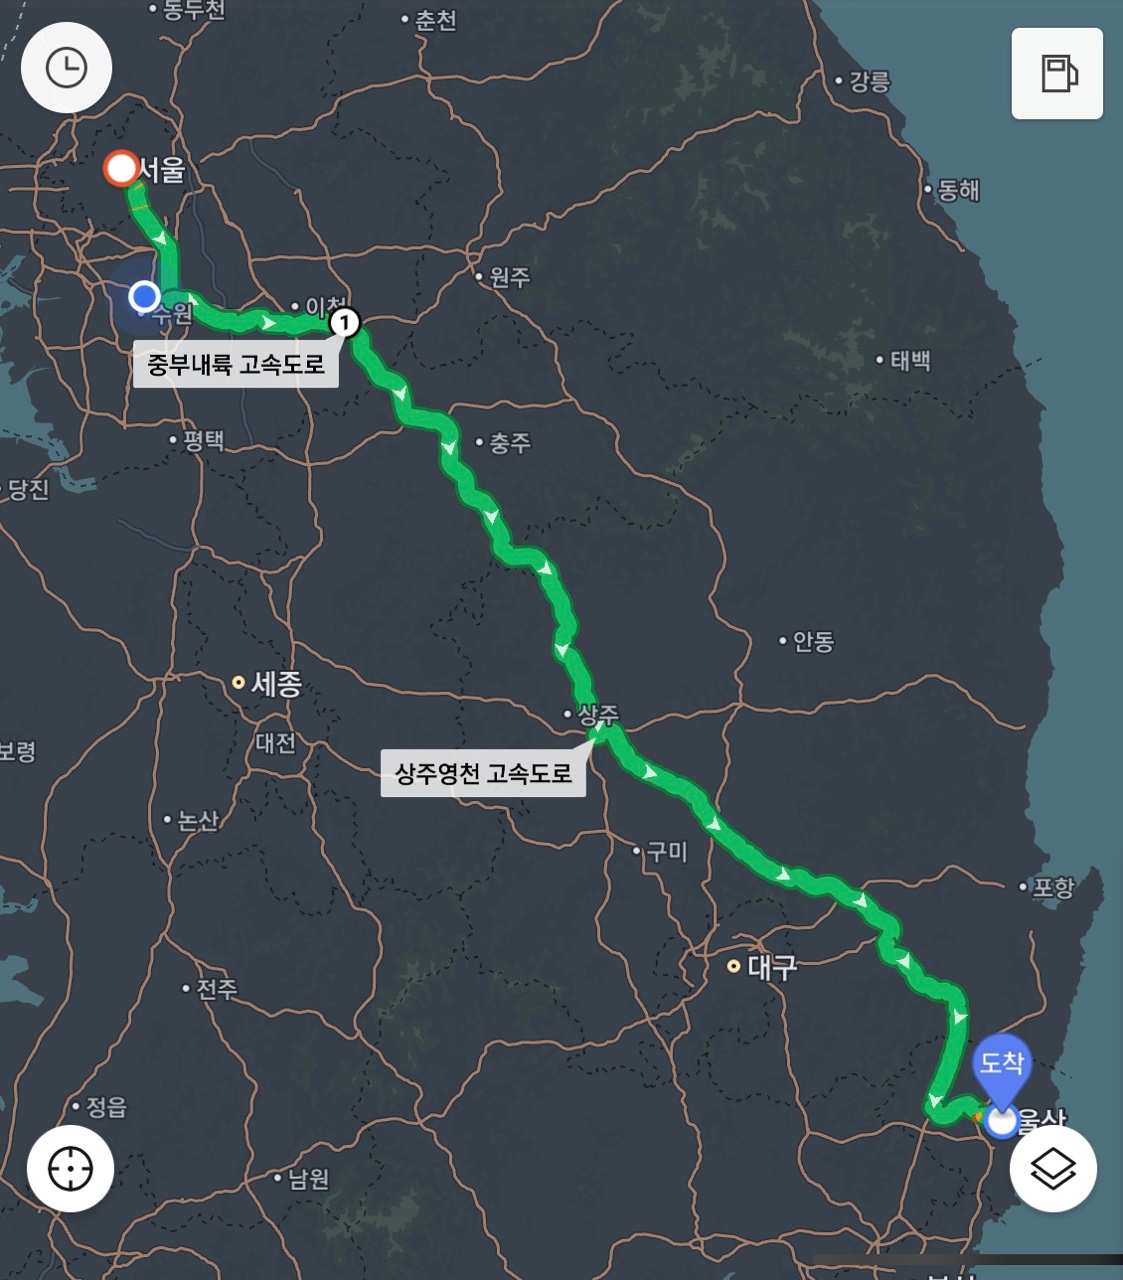 동두천
춘천
강릉
서울
동해
원주
이천
수원
1
중부내륙 고속도로
태백
평택
충주
당진
안동
세종
상주
대전
보령
상주영천 고속도로
논산
구미
포항
대구
전주
도착
정읍
울산
남원